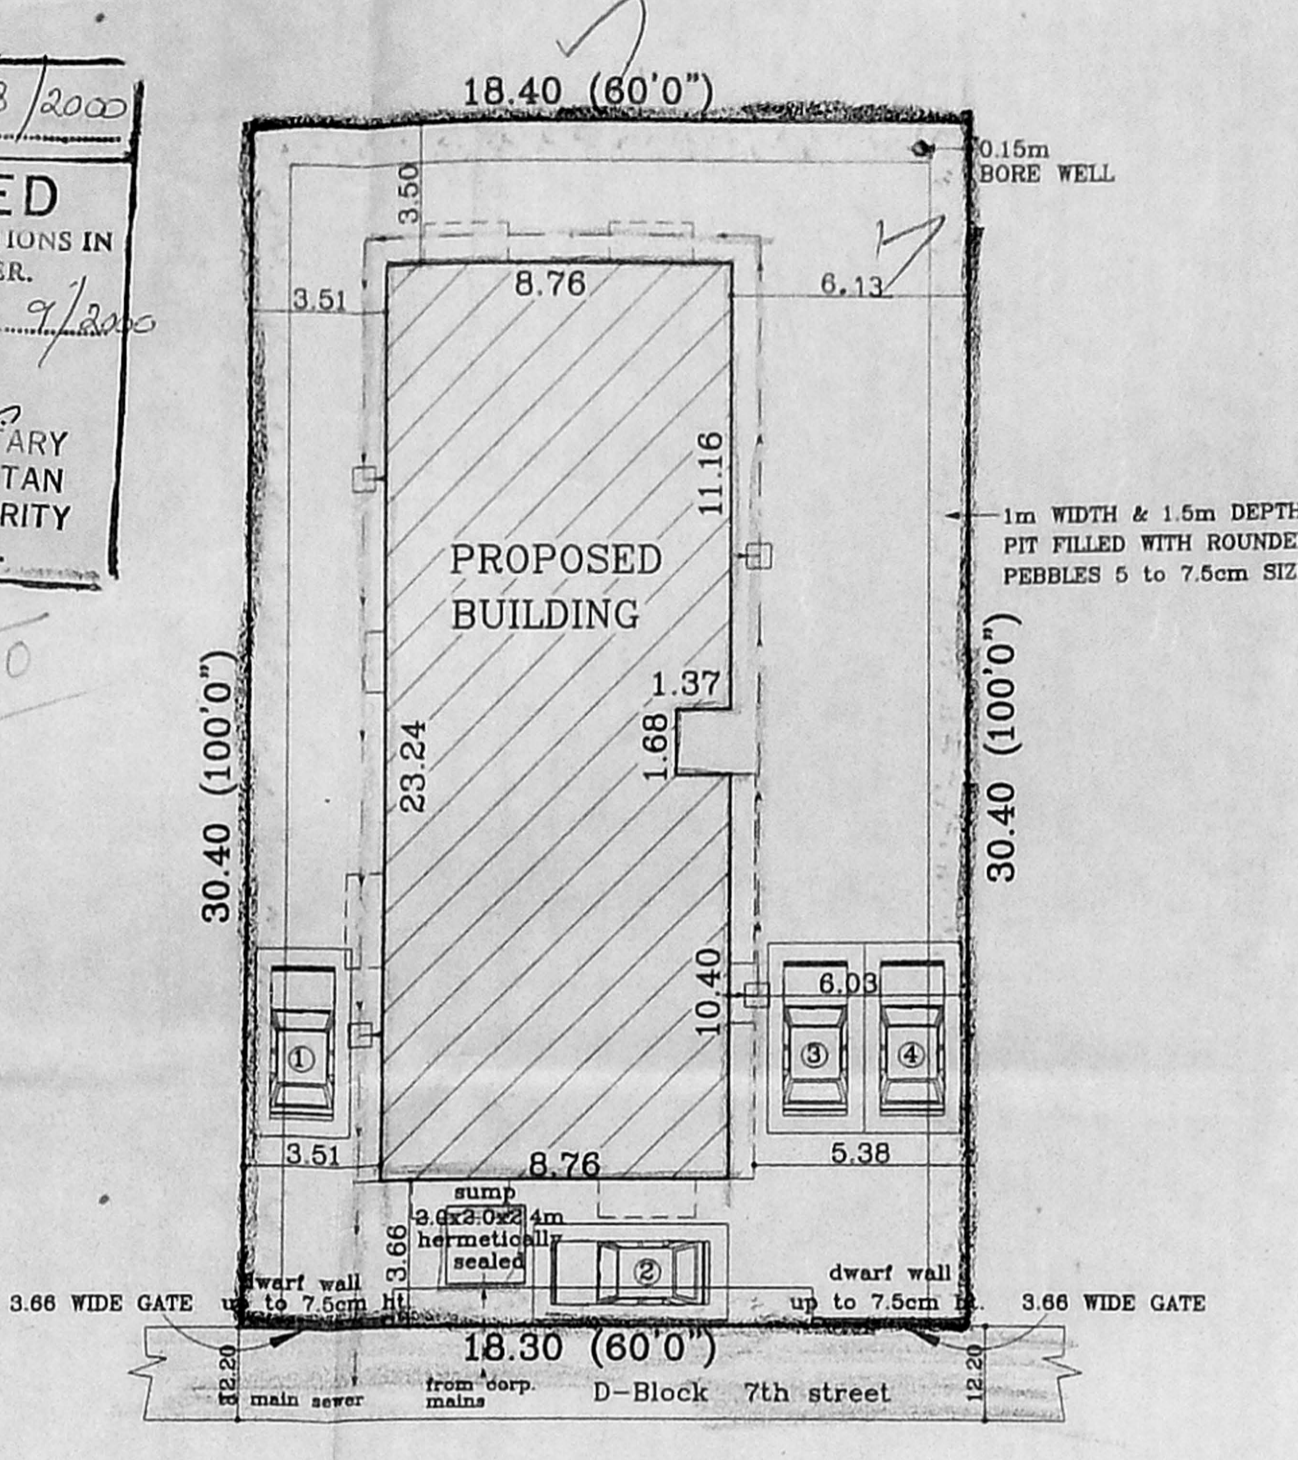 18.40 (60'0")
/2000
0.15m
BORE WELL
ED
IONS IN
ER.
9/2000
3.50
8.76
3.51
6.13
ARY
TAN
RITY
11.16
1m WIDTH & 1.5m DEPTH
PIT FILLED WITH ROUNDE
PEBBLES 5 to 7.5cm SIZ
PROPOSED
BUILDING
0
1.37
1.68
23.24
30.40 (100'0")
30.40 (100'0")
10.40
6.03
1
3
4
3.51
8.76
5.38
sump
2.4m
hermetically
sealed
3.66
2
dwarf wall
up to 7.5cm ht.
dwarf wall
up to 7.5cm ht.
3.66 WIDE GATE
3.66 WIDE GATE
18.30 (60'0")
12.20
12.20
main sewer
from corp.
mains
D-Block 7th street